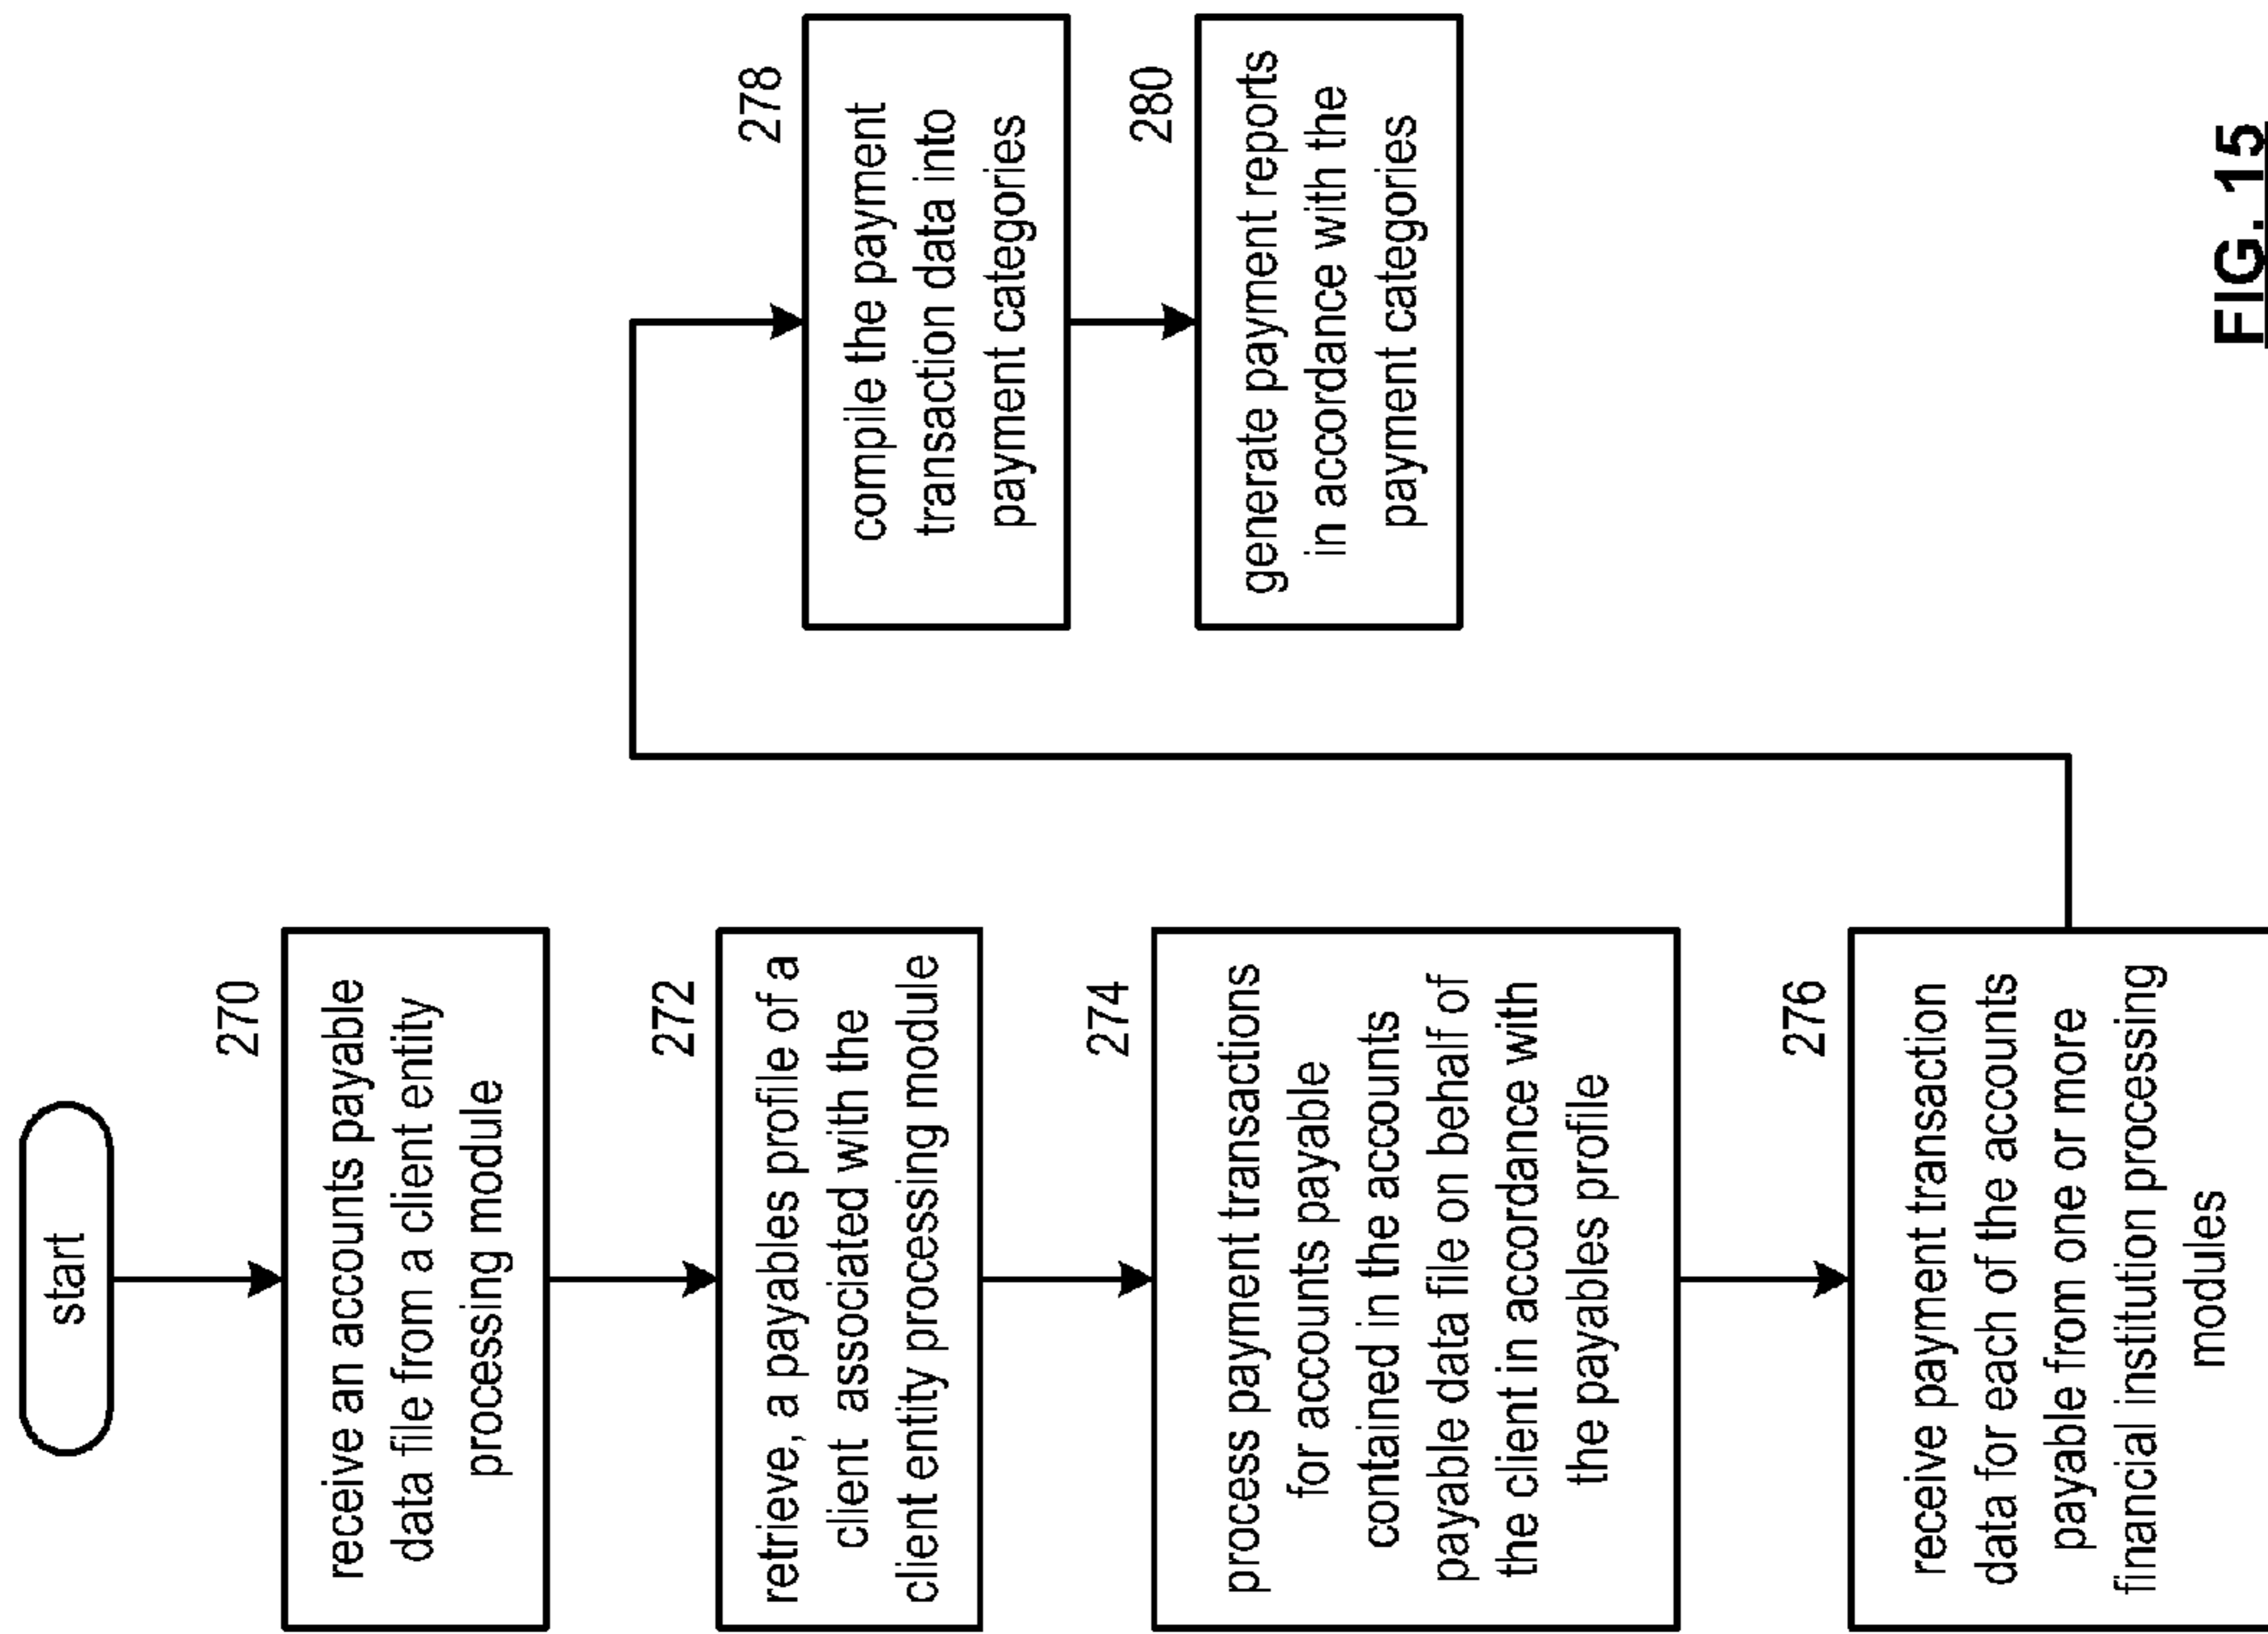 start
270
receive an accounts payable
data file from a client entity
processing module
272
retrieve, a payables profile of a
client associated with the
client entity processing module
274
process payment transactions
for accounts payable
contained in the accounts
payable data file on behalf of
the client in accordance with
the payables profile
276
receive payment transaction
data for each of the accounts
payable from one or more
financial institution processing
modules
278
compile the payment
transaction data into
payment categories
280
generate payment reports
in accordance with the
payment categories
FIG. 15